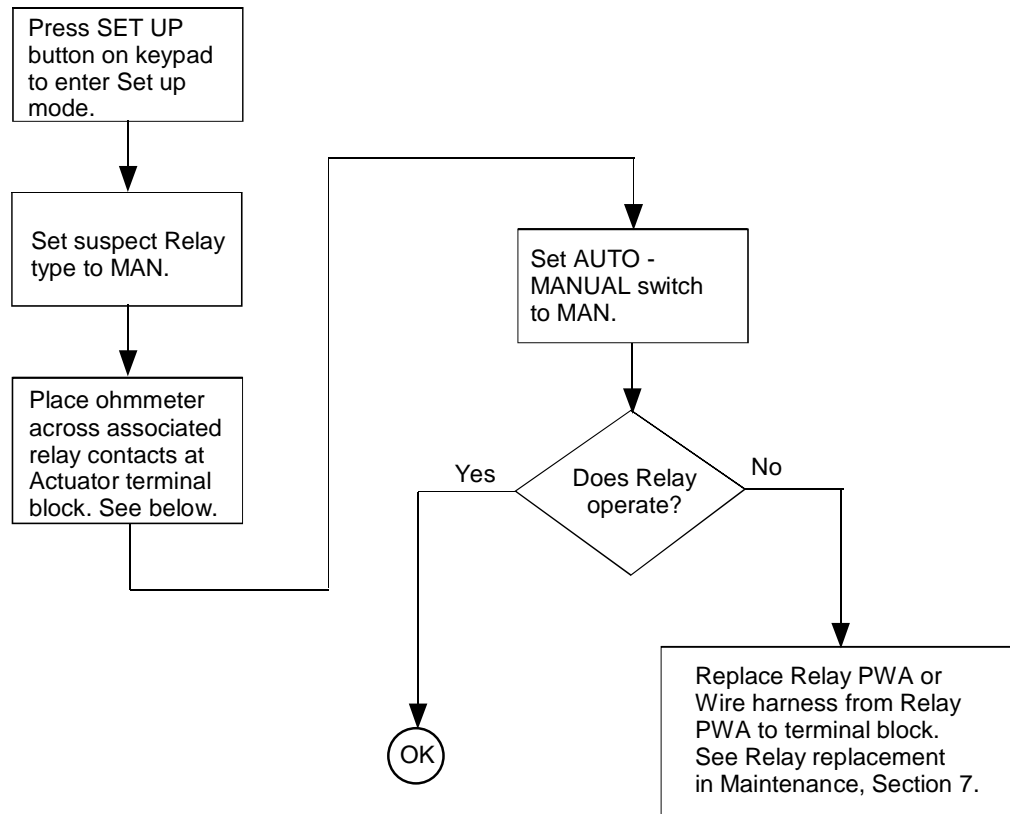 Press SET UP
button on keypad
to enter Set up
mode.
Set suspect Relay
type to MAN.
Place ohmmeter
across associated
relay contacts at
Actuator terminal
block. See below.
Set AUTO -
MANUAL switch
to MAN.
Does Relay
operate?
Yes
No
OK
Replace Relay PWA or
Wire harness from Relay
PWA to terminal block.
See Relay replacement
in Maintenance, Section 7.